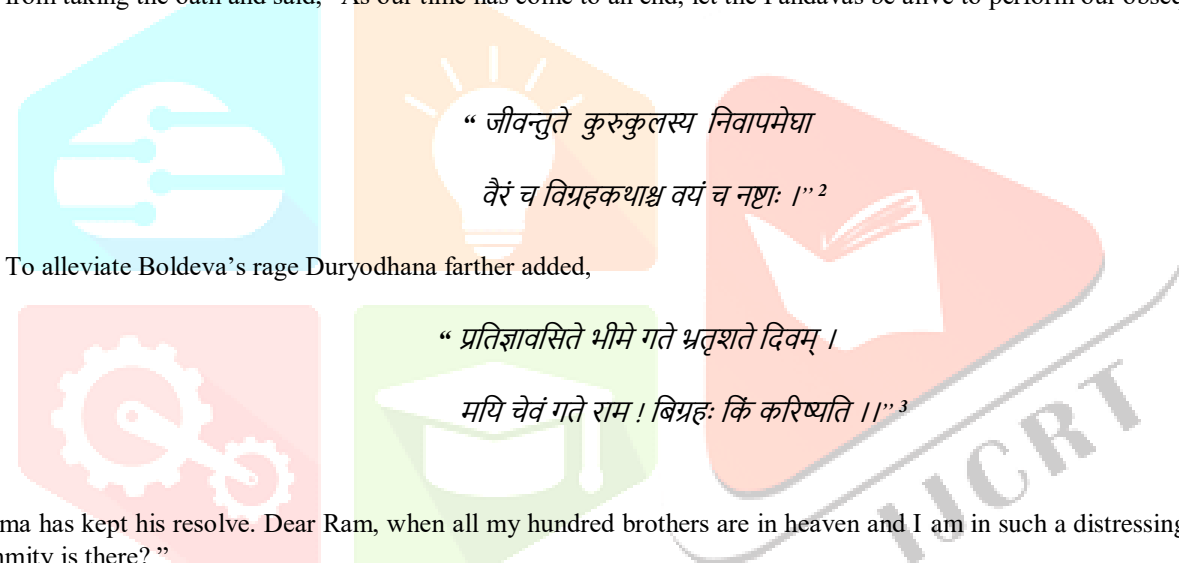 from taking the oath and said, “As our time has come to an end, let the Pandavas be alive to perform our obseq
“ जीवन्तुते कुरुकुलस्य निवापमेघा
वैरं च विग्रहकथाश्च वयं च नष्टाः ।” 2
To alleviate Boldeva’s rage Duryodhana farther added,
“ प्रतिज्ञावसिते भीमे गते भ्रतृशते दिवम् ।
मयि चेवं गते राम ! बिग्रहः किं करिष्यति ।।” 3
ma has kept his resolve. Dear Ram, when all my hundred brothers are in heaven and I am in such a distressing
mity is there? ”
IJCRT